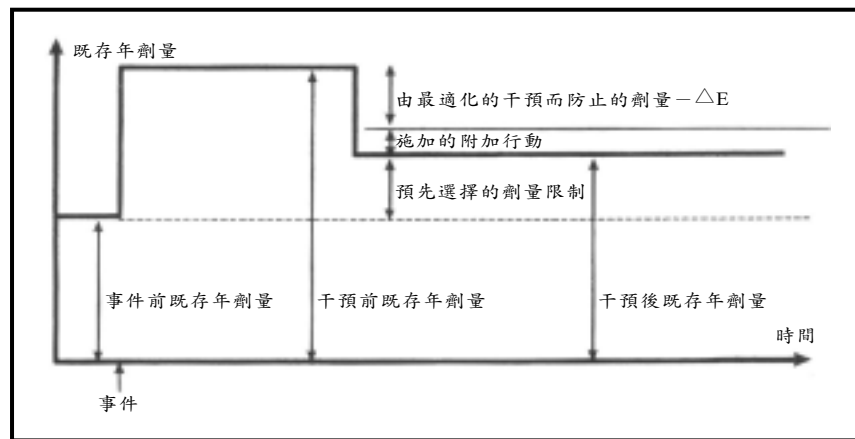 既存年劑量
由最適化的干預而防止的劑量－△E
施加的附加行動
預先選擇的劑量限制
事件前既存年劑量
干預前既存年劑量
干預後既存年劑量
時間
事件